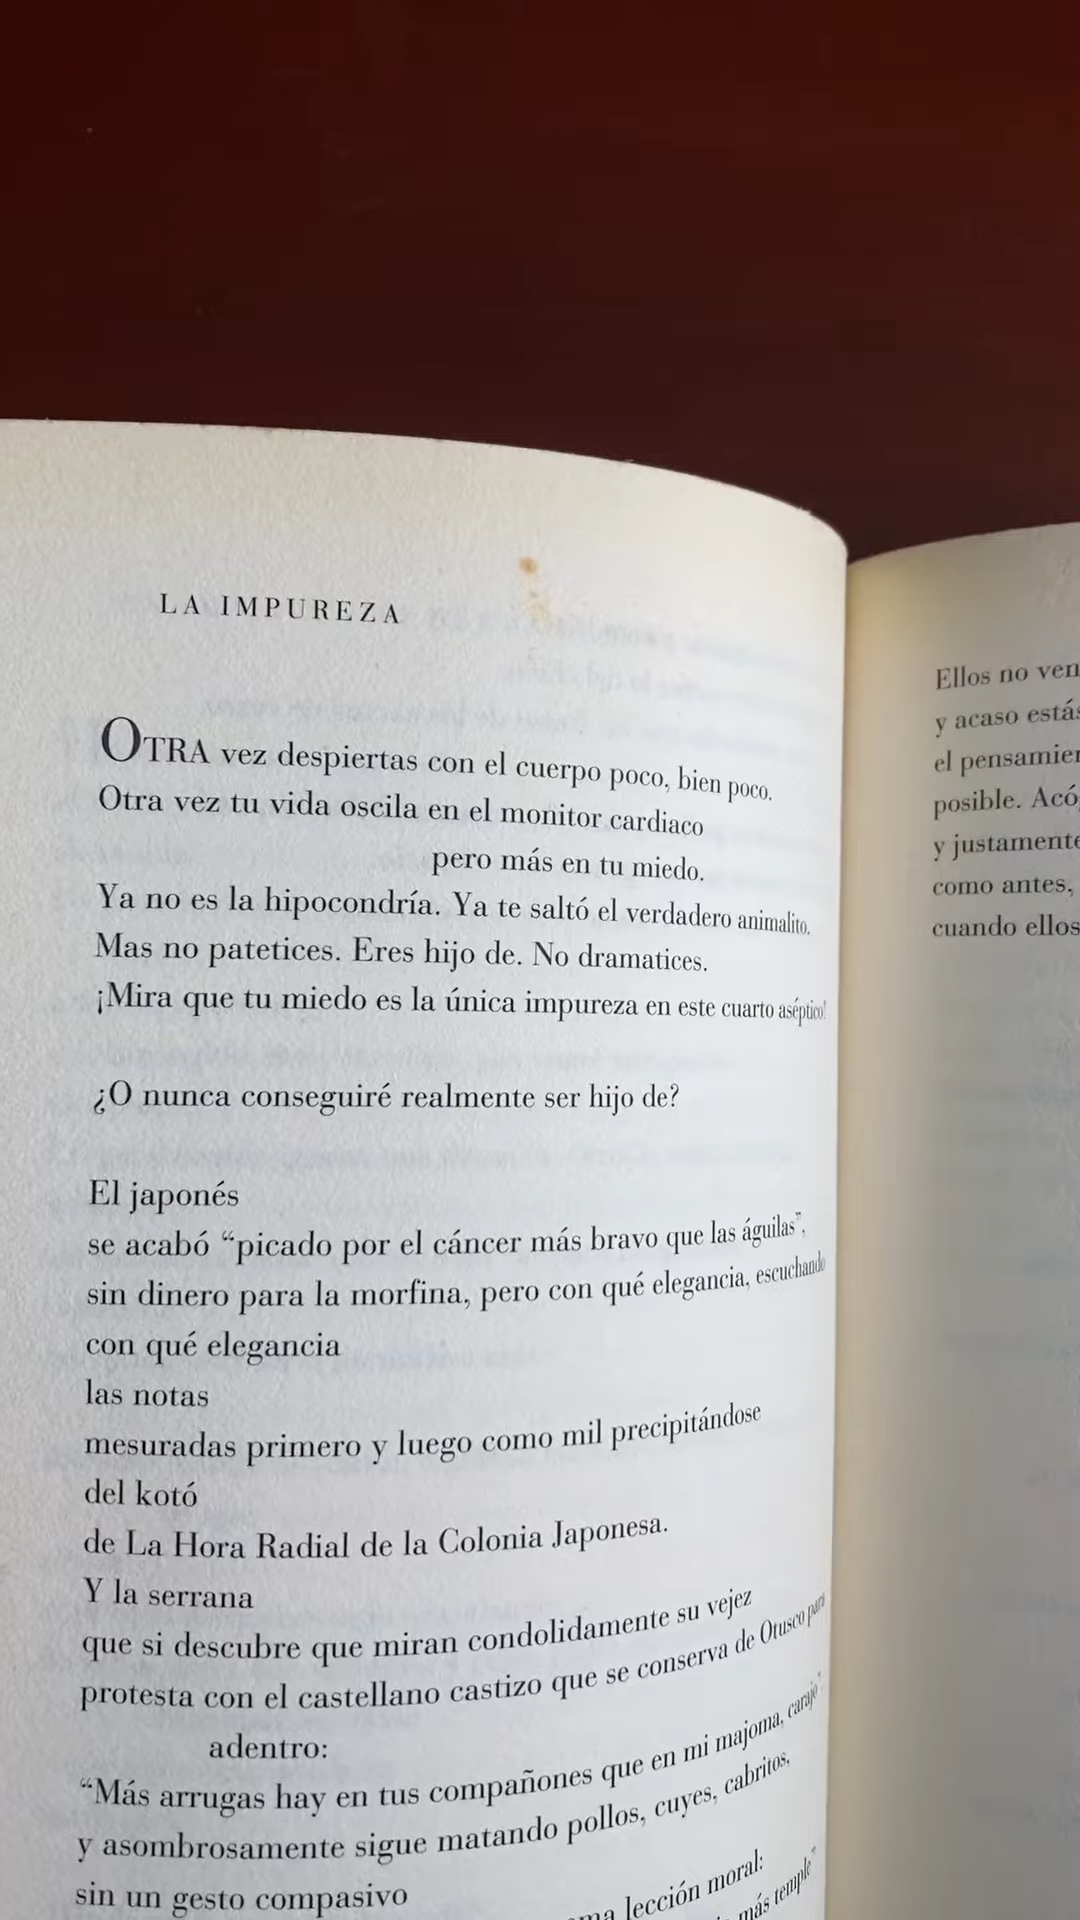 LA IMPUREZA
OTRA vez despiertas con el cuerpo poco, bien poco.
Otra vez tu vida oscila en el monitor cardiaco
pero más en tu miedo.
Ya no es la hipocondría. Ya te saltó el verdadero animalito.
Mas no patetices. Eres hijo de. No dramatices.
¡Mira que tu miedo es la única impureza en este cuarto aséptico!
¿O nunca conseguiré realmente ser hijo de?
El japonés
se acabó “picado por el cáncer más bravo que las águilas”,
sin dinero para la morfina, pero con qué elegancia, escuchando
con qué elegancia
las notas
mesuradas primero y luego como mil precipitándose
del kotó
de La Hora Radial de la Colonia Japonesa.
Y la serrana
que si descubre que miran condolidamente su vejez
protesta con el castellano castizo que se conserva de Otusco para
adentro:
“Más arrugas hay en tus compañones que en mi majoma, carajo”
y asombrosamente sigue matando pollos, cuyes, cabritos,
sin un gesto compasivo
lección moral:
más temple”
Ellos no ven
y acaso estás
el pensamien
posible. Acó
y justamente
como antes,
cuando ellos